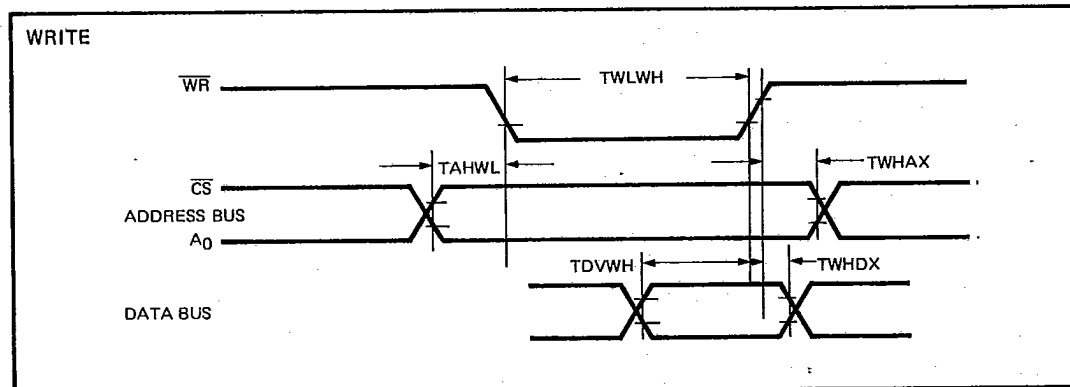 WRITE
WR
TWLWH
TAHWL
TWHAX
CS
ADDRESS BUS
A0
TDVWH
TWHDX
DATA BUS